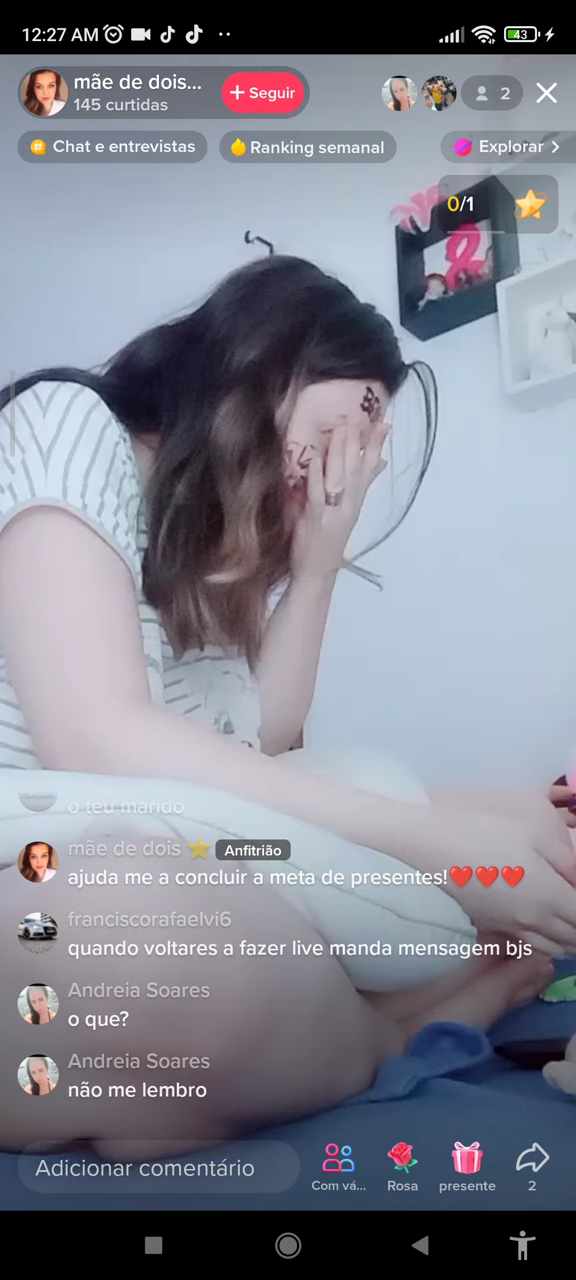 12:27 AM
43
mãe de dois...
145 curtidas
+ Seguir
2
Chat e entrevistas
Ranking semanal
Explorar
0/1
o teu marido
mãe de dois
Anfitrião
ajuda me a concluir a meta de presentes!❤️❤️❤️
franciscorafaelvi6
quando voltares a fazer live manda mensagem bjs
Andreia Soares
o que?
Andreia Soares
não me lembro
Adicionar comentário
Com vá...
Rosa
presente
2